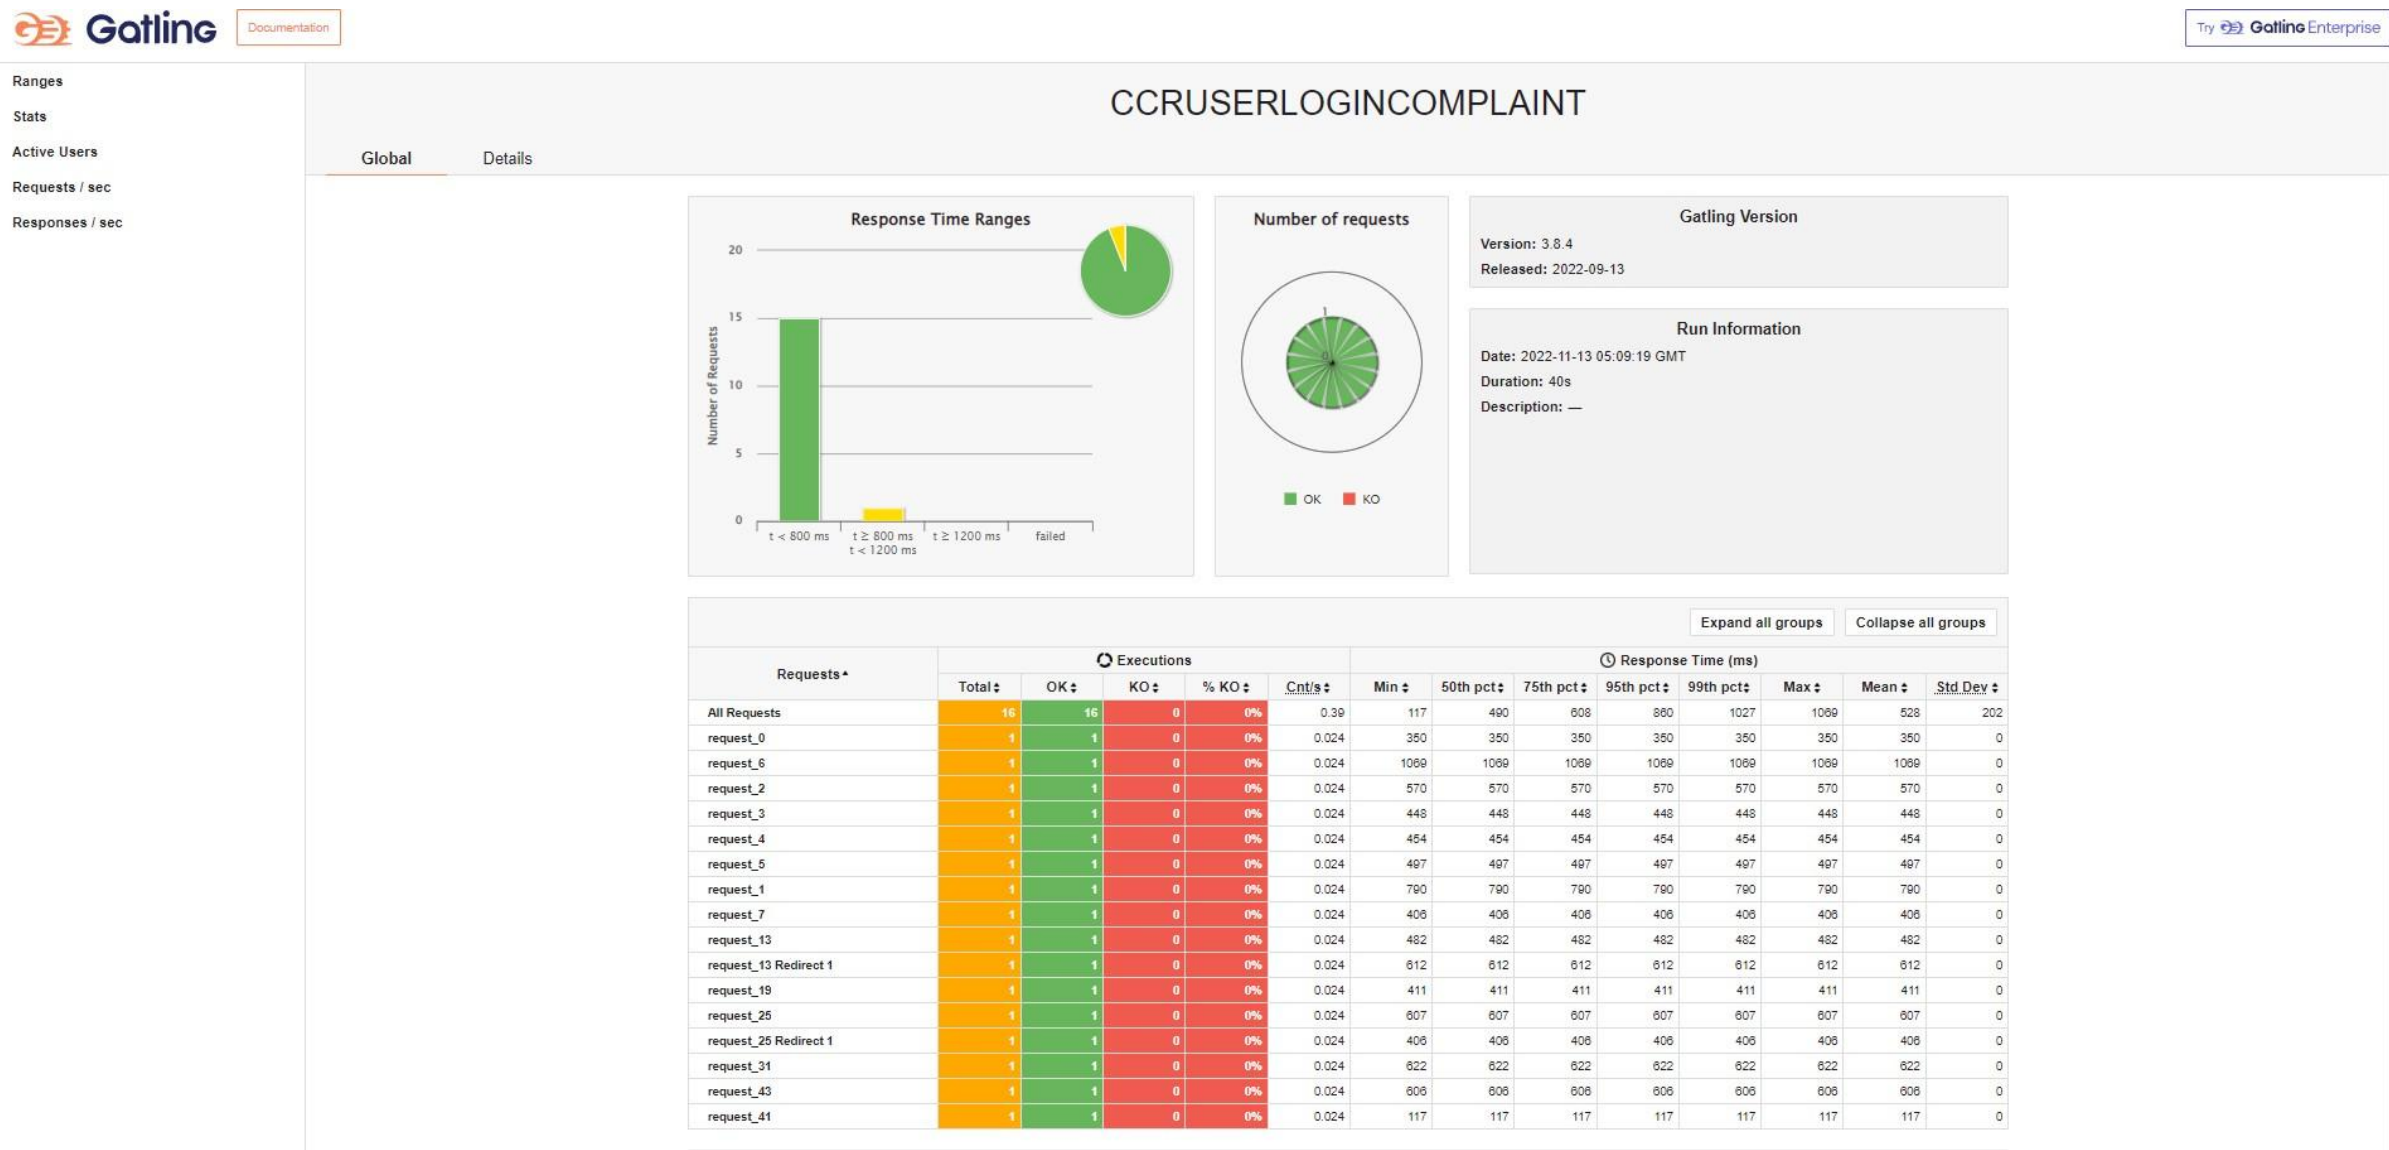 Gatling Documentation Try Gatling Enterprise
Ranges
Stats
Active Users
Requests / sec
Responses / sec
CCRUSERLOGINCOMPLAINT
Global Details
Response Time Ranges
20
15
10
5
0
Number of Requests
t < 800 ms
t ≥ 800 ms
t < 1200 ms
t ≥ 1200 ms
failed
Number of requests
1
0
OK KO
Gatling Version
Version: 3.8.4
Released: 2022-09-13
Run Information
Date: 2022-11-13 05:09:19 GMT
Duration: 40s
Description: —
Expand all groups Collapse all groups
Requests Executions Response Time (ms)
Total OK KO % KO Cnt/s Min 50th pct 75th pct 95th pct 99th pct Max Mean Std Dev
All Requests 16 16 0 0% 0.39 117 490 608 860 1027 1069 528 202
request_0 1 1 0 0% 0.024 350 350 350 350 350 350 350 0
request_6 1 1 0 0% 0.024 1069 1069 1069 1069 1069 1069 1069 0
request_2 1 1 0 0% 0.024 570 570 570 570 570 570 570 0
request_3 1 1 0 0% 0.024 448 448 448 448 448 448 448 0
request_4 1 1 0 0% 0.024 454 454 454 454 454 454 454 0
request_5 1 1 0 0% 0.024 497 497 497 497 497 497 497 0
request_1 1 1 0 0% 0.024 790 790 790 790 790 790 790 0
request_7 1 1 0 0% 0.024 406 406 406 406 406 406 406 0
request_13 1 1 0 0% 0.024 482 482 482 482 482 482 482 0
request_13 Redirect 1 1 1 0 0% 0.024 612 612 612 612 612 612 612 0
request_19 1 1 0 0% 0.024 411 411 411 411 411 411 411 0
request_25 1 1 0 0% 0.024 607 607 607 607 607 607 607 0
request_25 Redirect 1 1 1 0 0% 0.024 406 406 406 406 406 406 406 0
request_31 1 1 0 0% 0.024 622 622 622 622 622 622 622 0
request_43 1 1 0 0% 0.024 606 606 606 606 606 606 606 0
request_41 1 1 0 0% 0.024 117 117 117 117 117 117 117 0